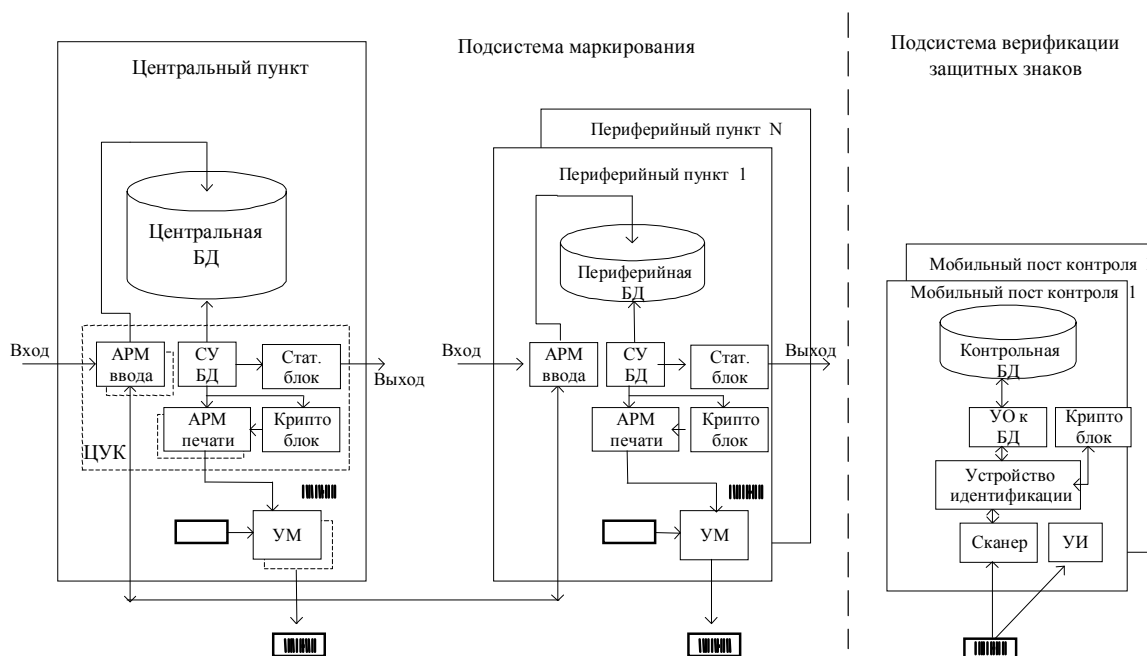 Подсистема маркирования
Подсистема верификации
защитных знаков
Центральный пункт
Центральная
БД
Вход
АРМ
ввода
СУ
БД
Стат.
блок
Выход
АРМ
печати
Крипто
блок
ЦУК
УМ
Периферийный пункт N
Периферийный пункт 1
Периферийная
БД
Вход
АРМ
ввода
СУ
БД
Стат.
блок
Выход
АРМ
печати
Крипто
блок
УМ
Мобильный пост контроля
Мобильный пост контроля 1
Контрольная
БД
УО к
БД
Крипто
блок
Устройство
идентификации
Сканер
УИ